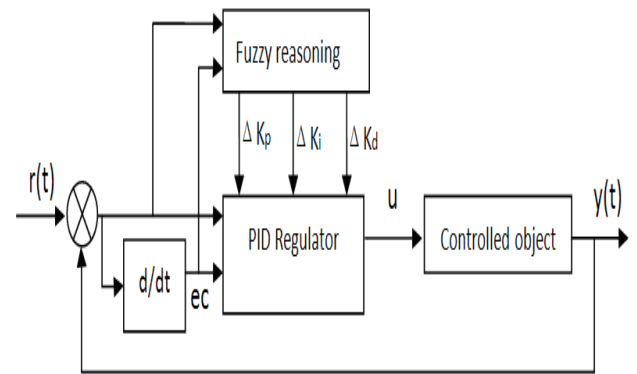 Fuzzy reasoning
Δ Kp
Δ Ki
Δ Kd
r(t)
PID Regulator
u
Controlled object
y(t)
d/dt
ec